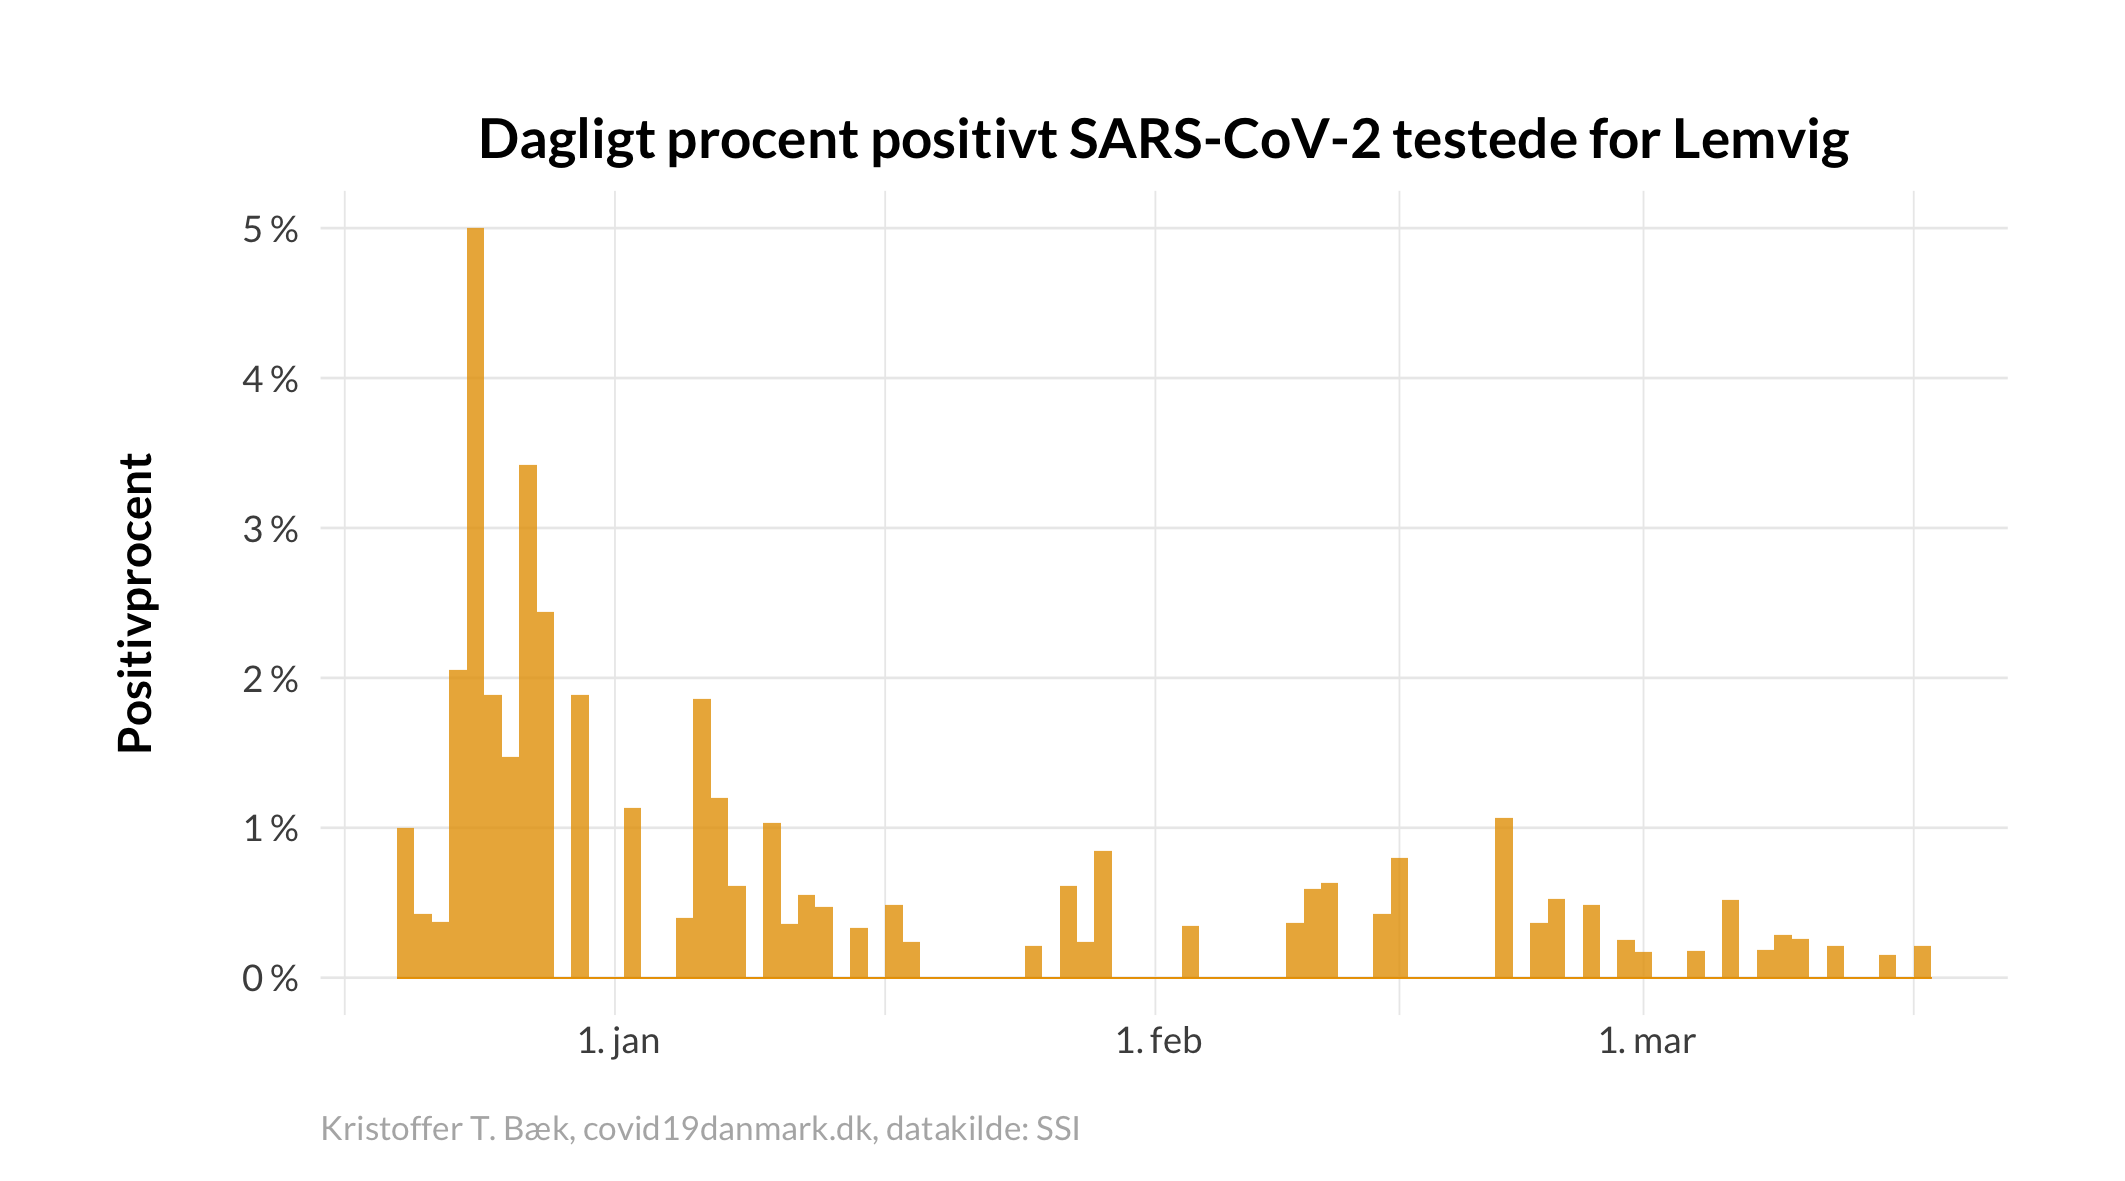 Dagligt procent positivt SARS-CoV-2 testede for Lemvig
Positivprocent
5 %
4 %
3 %
2 %
1 %
0 %
1. jan
1. feb
1. mar
Kristoffer T. Bæk, covid19danmark.dk, datakilde: SSI